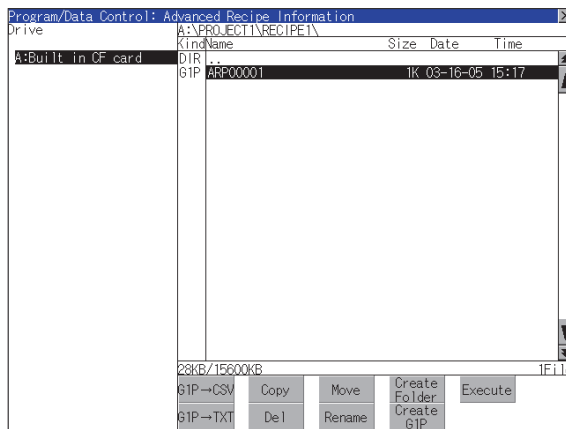 Program/Data Control: Advanced Recipe Information
Drive
A:\PROJECT1\RECIPE1\
Kind Name Size Date Time
A:Built in CF card
DIR ..
G1P ARP00001 1K 03-16-05 15:17
28KB/15600KB 1Fil
G1P→CSV Copy Move Create Folder Execute
G1P→TXT Del Rename Create G1P